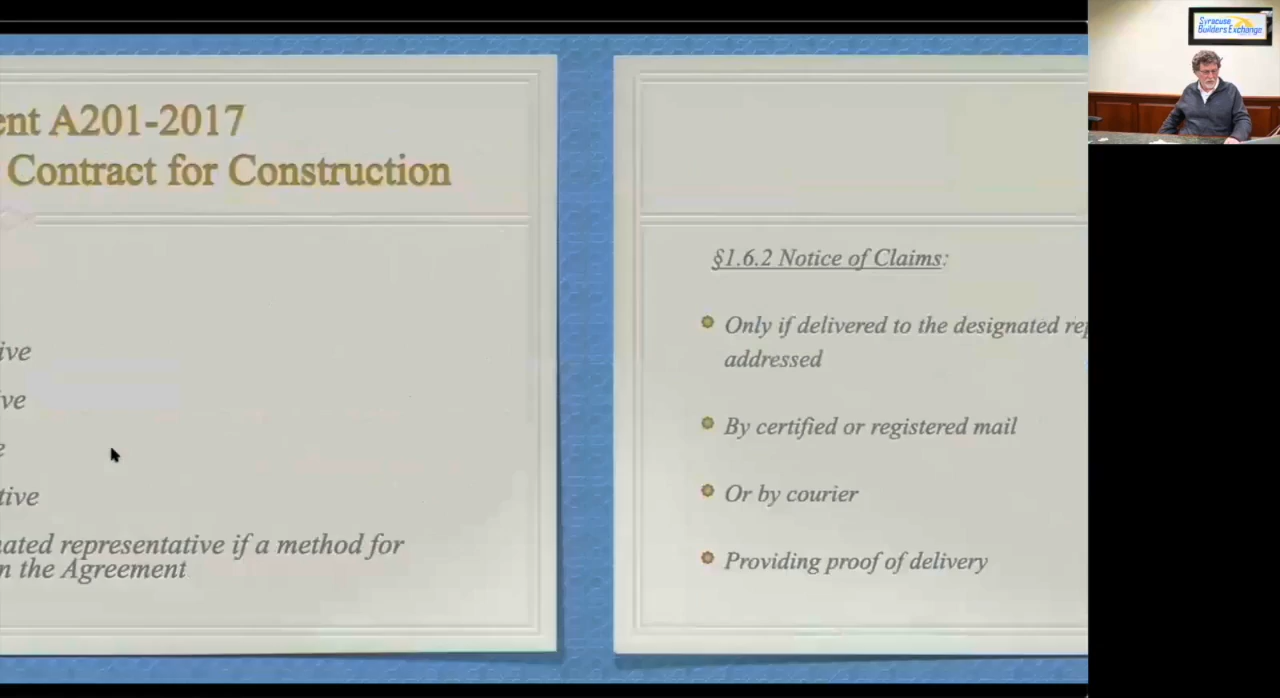 Syracuse
Builders Exchange
ent A201-2017
Contract for Construction
ive
ve
e
tive
ated representative if a method for
n the Agreement
§1.6.2 Notice of Claims:
Only if delivered to the designated rep
addressed
By certified or registered mail
Or by courier
Providing proof of delivery